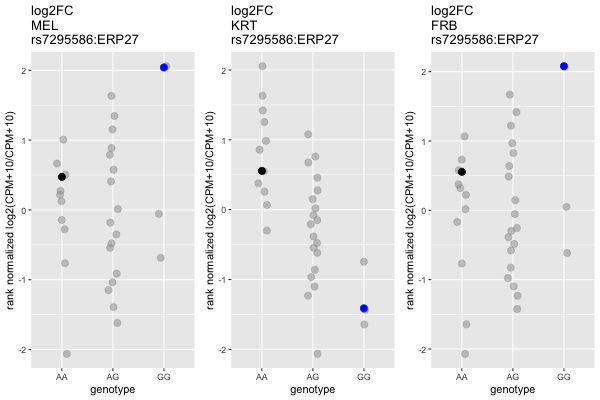 log2FC
MEL
rs7295586:ERP27
rank normalized log2(CPM+10/CPM+10)
2
1
0
-1
-2
AA
AG
GG
genotype
log2FC
KRT
rs7295586:ERP27
rank normalized log2(CPM+10/CPM+10)
2
1
0
-1
-2
AA
AG
GG
genotype
log2FC
FRB
rs7295586:ERP27
rank normalized log2(CPM+10/CPM+10)
2
1
0
-1
-2
AA
AG
GG
genotype